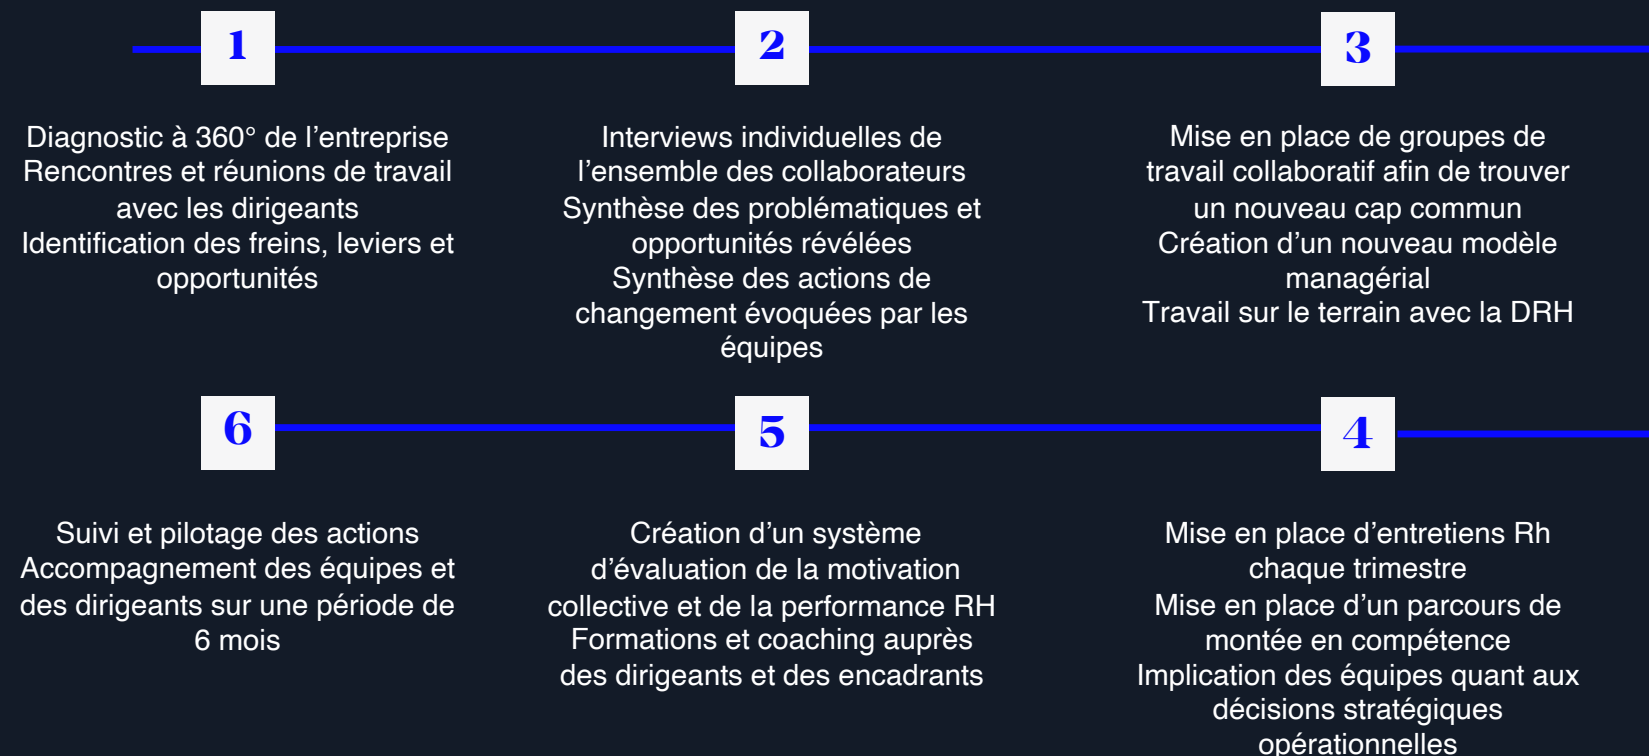 1
Diagnostic à 360° de l’entreprise
Rencontres et réunions de travail
avec les dirigeants
Identification des freins, leviers et
opportunités
2
Interviews individuelles de
l’ensemble des collaborateurs
Synthèse des problématiques et
opportunités révélées
Synthèse des actions de
changement évoquées par les
équipes
3
Mise en place de groupes de
travail collaboratif afin de trouver
un nouveau cap commun
Création d’un nouveau modèle
managérial
Travail sur le terrain avec la DRH
4
Mise en place d’entretiens Rh
chaque trimestre
Mise en place d’un parcours de
montée en compétence
Implication des équipes quant aux
décisions stratégiques
opérationnelles
5
Création d’un système
d’évaluation de la motivation
collective et de la performance RH
Formations et coaching auprès
des dirigeants et des encadrants
6
Suivi et pilotage des actions
Accompagnement des équipes et
des dirigeants sur une période de
6 mois